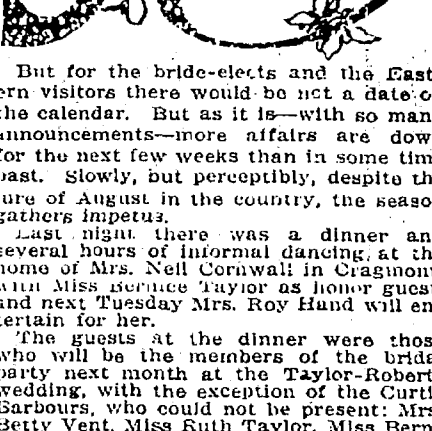 But for the bride-elects and the East
ern visitors there would be not a date o
the calendar. But as it is—with so man
announcements—more affairs are dow
for the next few weeks than in some tim
past. Slowly, but perceptibly, despite th
lure of August in the country, the seaso
gathers impetus.
Last night there was a dinner an
several hours of informal dancing at th
home of Mrs. Nell Cornwall in Cragmon
with Miss Bernice Taylor as honor gues
and next Tuesday Mrs. Roy Hand will en
tertain for her.
The guests at the dinner were thos
who will be the members of the brida
party next month at the Taylor-Robert
wedding, with the exception of the Curti
Barbours, who could not be present: Mrs
Betty Vent, Miss Ruth Taylor, Miss Bern